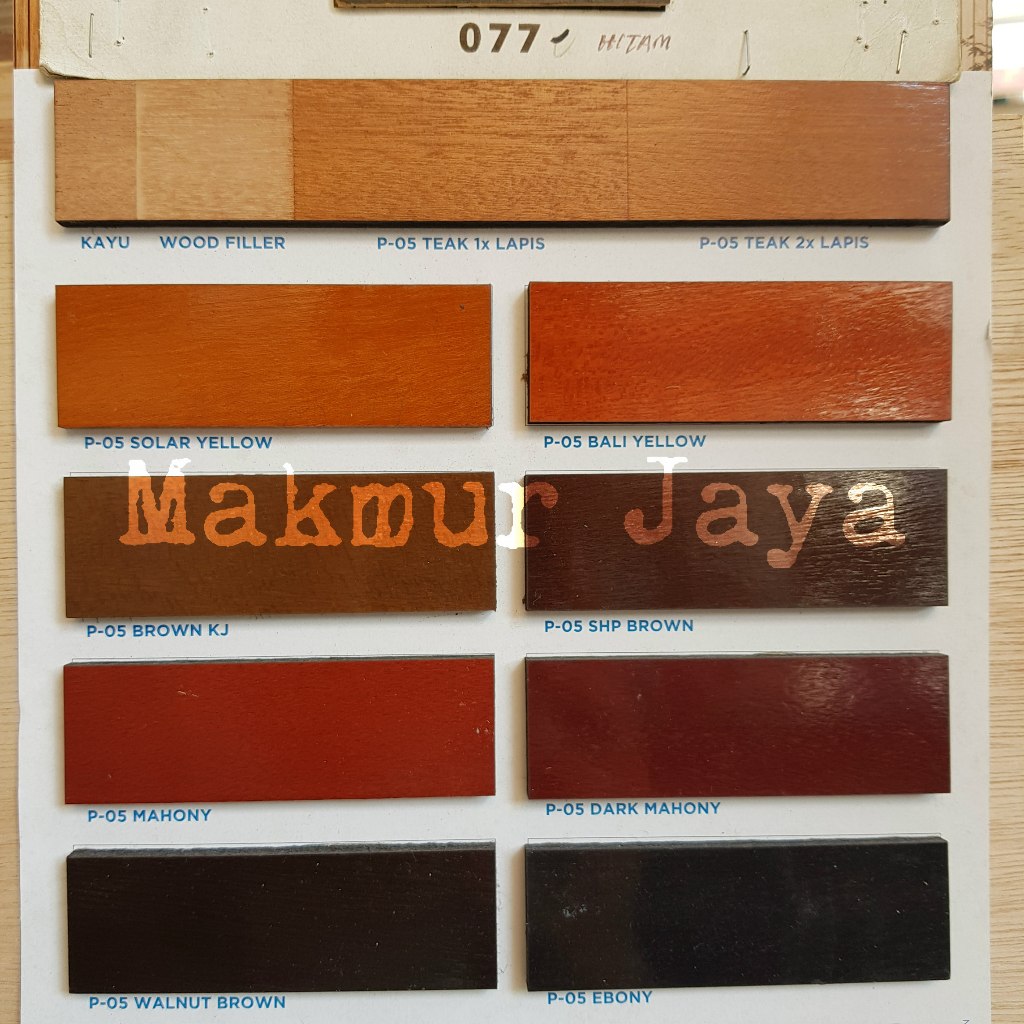 077 HITAM
KAYU WOOD FILLER P-05 TEAK 1x LAPIS P-05 TEAK 2x LAPIS
P-05 SOLAR YELLOW P-05 BALI YELLOW
Makmur Jaya
P-05 BROWN KJ P-05 SHP BROWN
P-05 MAHONY P-05 DARK MAHONY
P-05 WALNUT BROWN P-05 EBONY